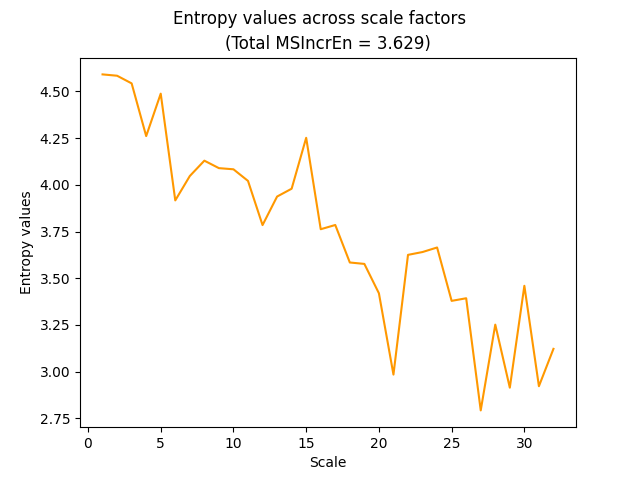 Entropy values across scale factors
(Total MSIncrEn = 3.629)
4.50
4.25
4.00
3.75
3.50
3.25
3.00
2.75
Entropy values
0 5 10 15 20 25 30
Scale